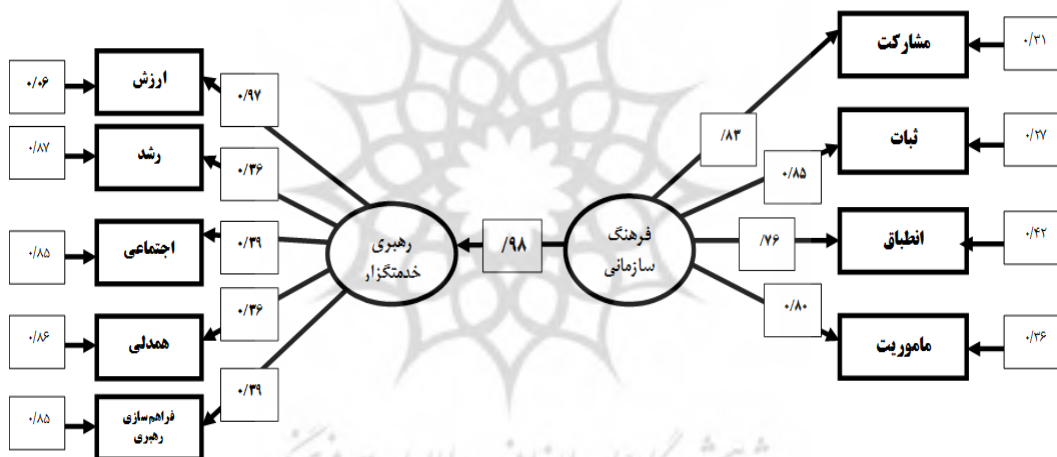 مشارکت
۰/۳۱
/۸۳
ثبات
۰/۲۷
۰/۸۵
انطباق
۰/۴۲
/۷۶
ماموریت
۰/۳۶
۰/۸۰
فرهنگ
سازمانی
/۹۸
رهبری
خدمتگزار
۰/۹۷
ارزش
۰/۰۶
۰/۳۶
رشد
۰/۸۷
۰/۳۹
اجتماعی
۰/۸۵
۰/۳۶
همدلی
۰/۸۶
۰/۳۹
فراهم‌سازی
رهبری
۰/۸۵